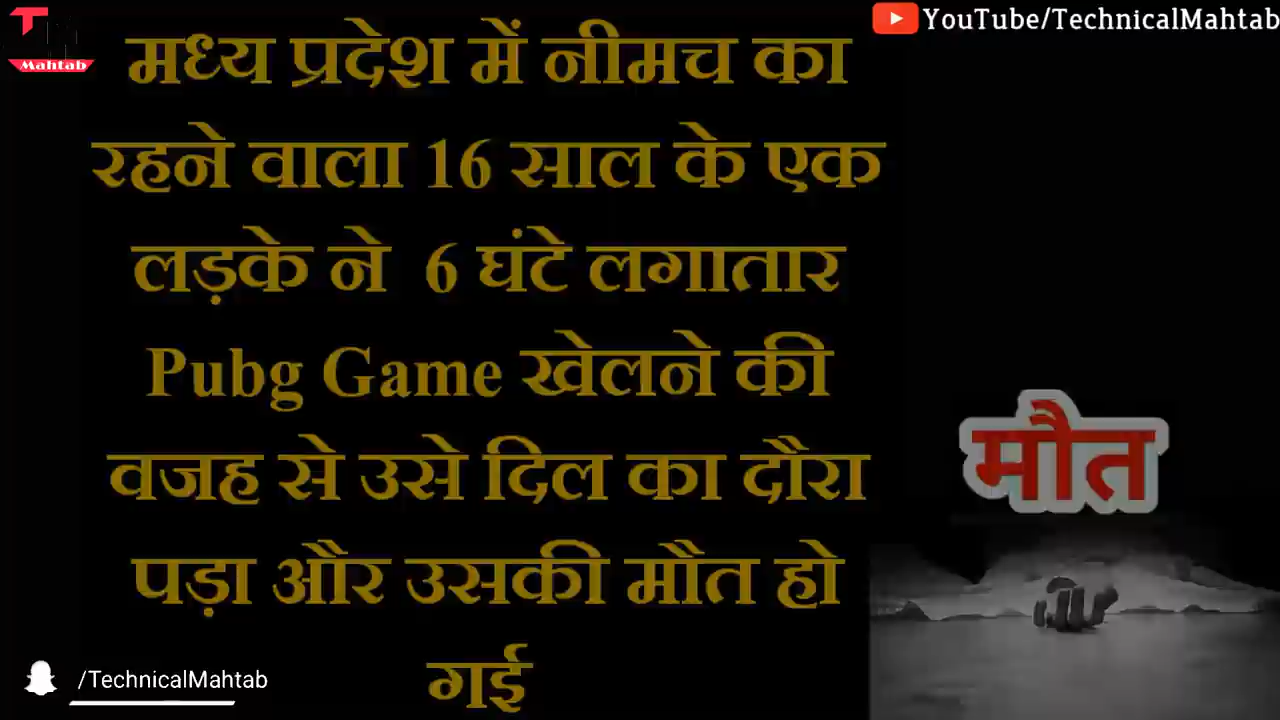 Mahtab
YouTube/TechnicalMahtab
मध्य प्रदेश में नीमच का
रहने वाला 16 साल के एक
लड़के ने 6 घंटे लगातार
Pubg Game खेलने की
वजह से उसे दिल का दौरा
पड़ा और उसकी मौत हो
गई
मौत
/TechnicalMahtab